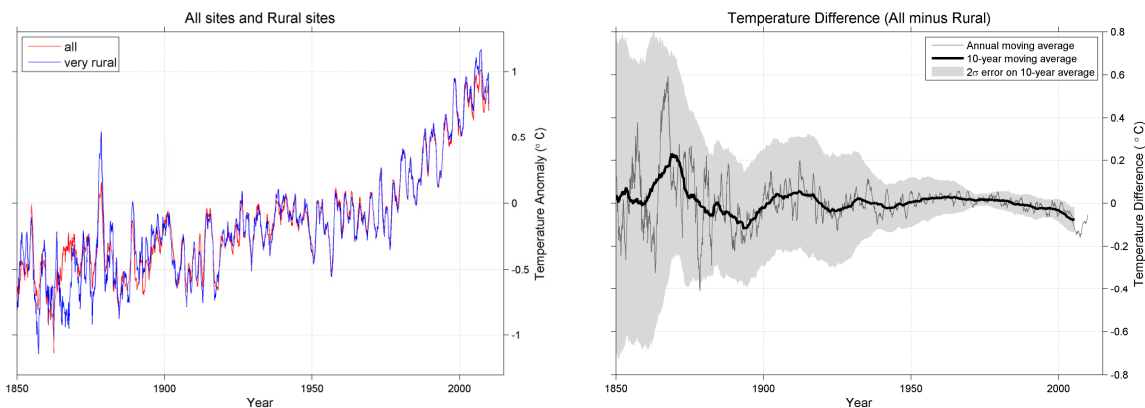 All sites and Rural sites
all
very rural
1
0.5
0
-0.5
-1
Temperature Anomaly (° C)
1850
1900
1950
2000
Year
Temperature Difference (All minus Rural)
Annual moving average
10-year moving average
2σ error on 10-year average
0.8
0.6
0.4
0.2
0
-0.2
-0.4
-0.6
-0.8
Temperature Difference ( ° C)
1850
1900
1950
2000
Year